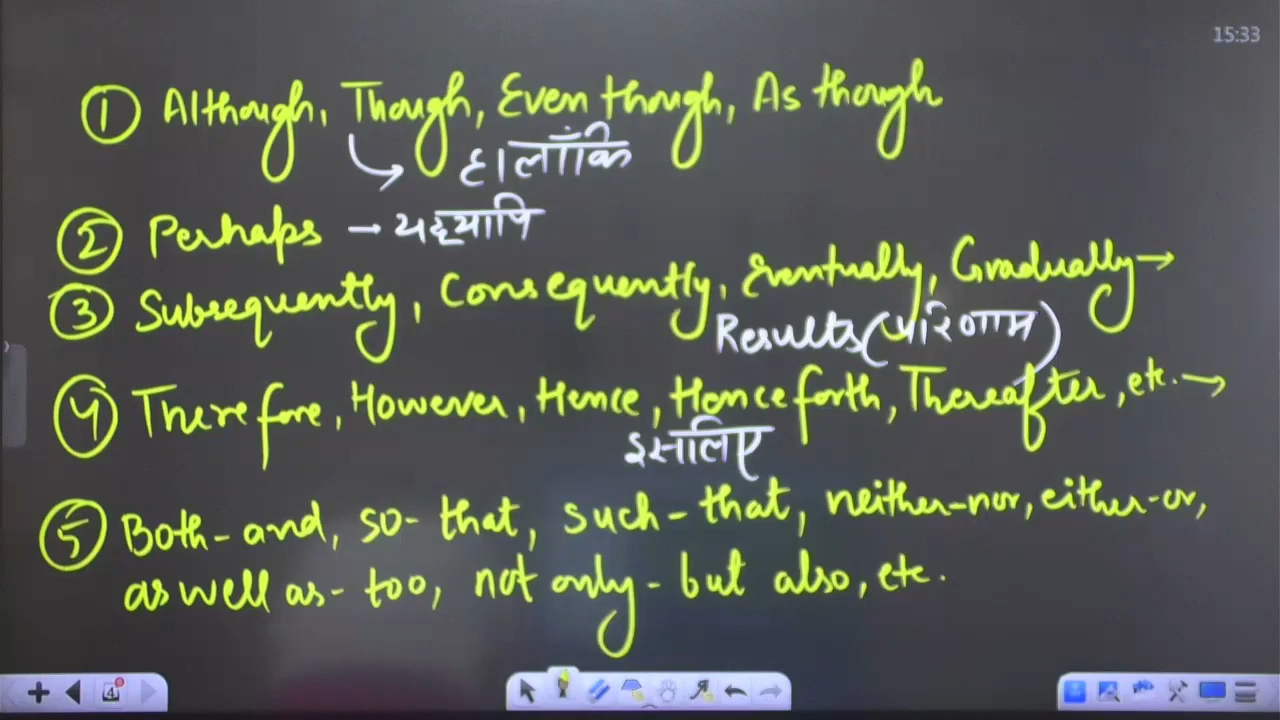 15:33
① Although, Though, Even though, As though
हालाँकि
② Perhaps → यद्द्यापि
③ Subsequently, Consequently, Eventually, Gradually →
Results (परिणाम)
④ Therefore, However, Hence, Henceforth, Thereafter, etc. →
इसलिए
⑤ Both - and, so - that, such - that, neither-nor, either-or,
as well as - too, not only - but also, etc.
4